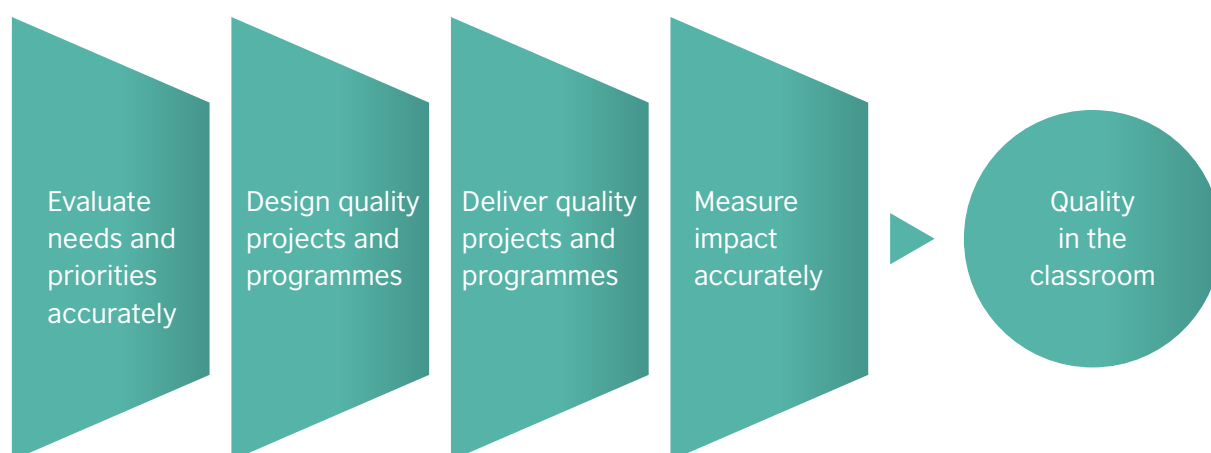 Evaluate
needs and
priorities
accurately
Design quality
projects and
programmes
Deliver quality
projects and
programmes
Measure
impact
accurately
Quality
in the
classroom